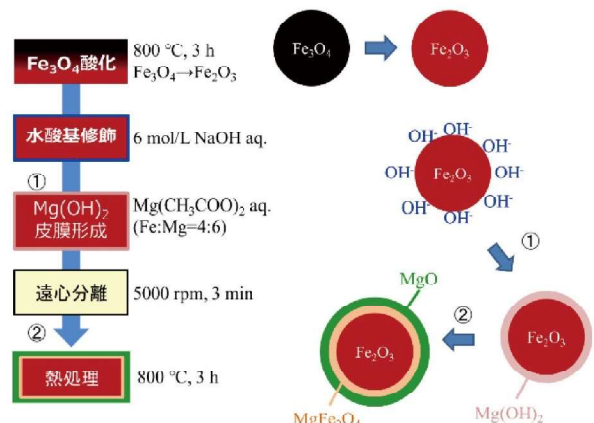 Fe₃O₄酸化
800 ℃, 3 h
Fe₃O₄→Fe₂O₃
Fe₃O₄
Fe₂O₃
水酸基修飾
6 mol/L NaOH aq.
OH⁻
OH⁻
OH⁻
OH⁻
OH⁻
OH⁻
OH⁻
OH⁻
Fe₂O₃
①
Mg(OH)₂
皮膜形成
Mg(CH₃COO)₂ aq.
(Fe:Mg=4:6)
①
遠心分離
5000 rpm, 3 min
②
熱処理
800 ℃, 3 h
MgO
②
Fe₂O₃
Fe₂O₃
MgFe₂O₄
Mg(OH)₂